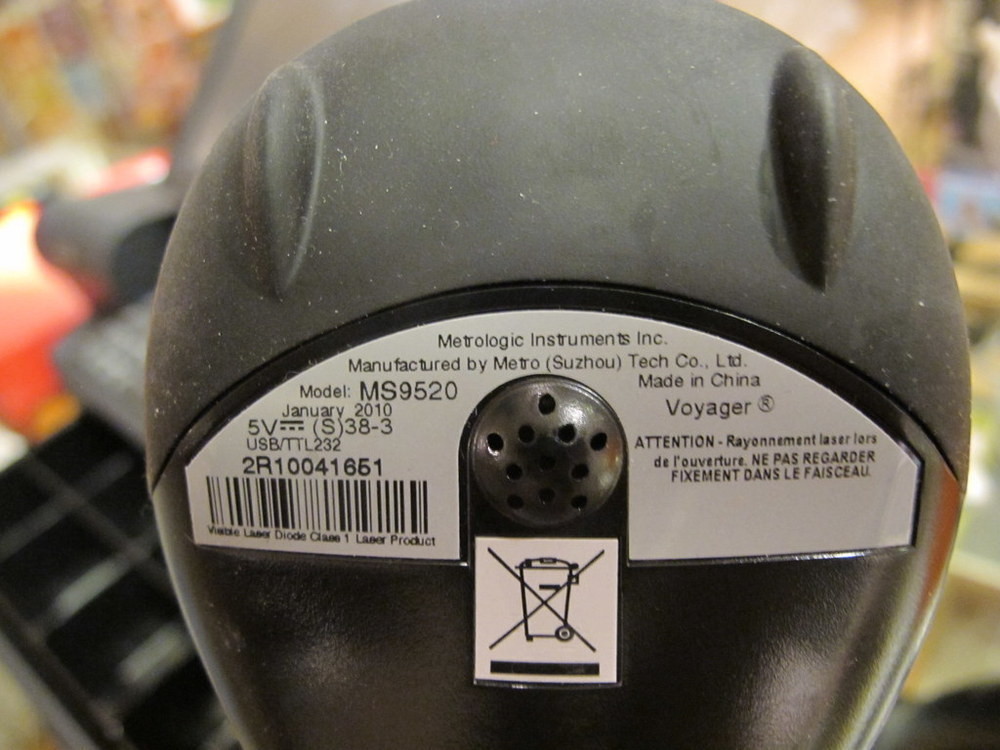 Metrologic Instruments Inc.
Manufactured by Metro (Suzhou) Tech Co., Ltd.
Model: MS9520
Made in China
January 2010
Voyager ®
5V⎓ (S)38-3
USB/TTL232
2R10041651
Visible Laser Diode Class 1 Laser Product
ATTENTION - Rayonnement laser lors
de l'ouverture. NE PAS REGARDER
FIXEMENT DANS LE FAISCEAU.